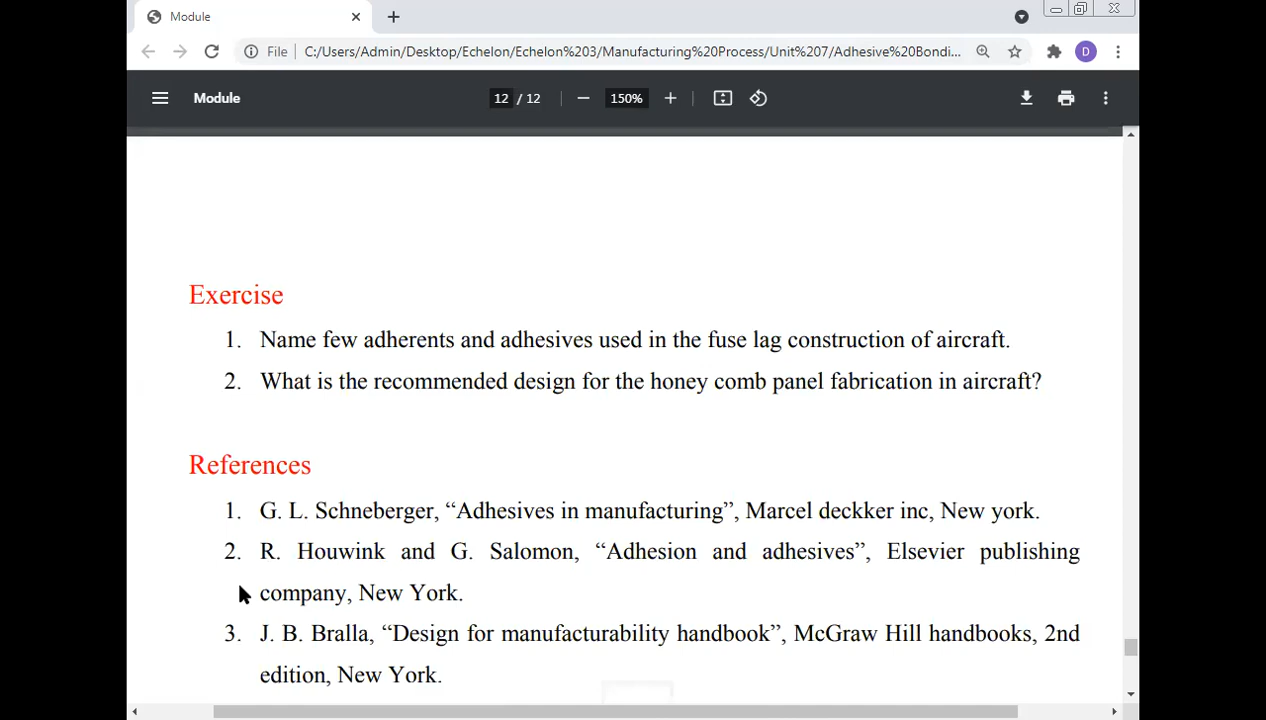 Module
File
C:/Users/Admin/Desktop/Echelon/Echelon%203/Manufacturing%20Process/Unit%207/Adhesive%20Bondi...
D
Module
12 / 12
150%
Exercise
1. Name few adherents and adhesives used in the fuse lag construction of aircraft.
2. What is the recommended design for the honey comb panel fabrication in aircraft?
References
1. G. L. Schneberger, “Adhesives in manufacturing”, Marcel deckker inc, New york.
2. R. Houwink and G. Salomon, “Adhesion and adhesives”, Elsevier publishing
company, New York.
3. J. B. Bralla, “Design for manufacturability handbook”, McGraw Hill handbooks, 2nd
edition, New York.